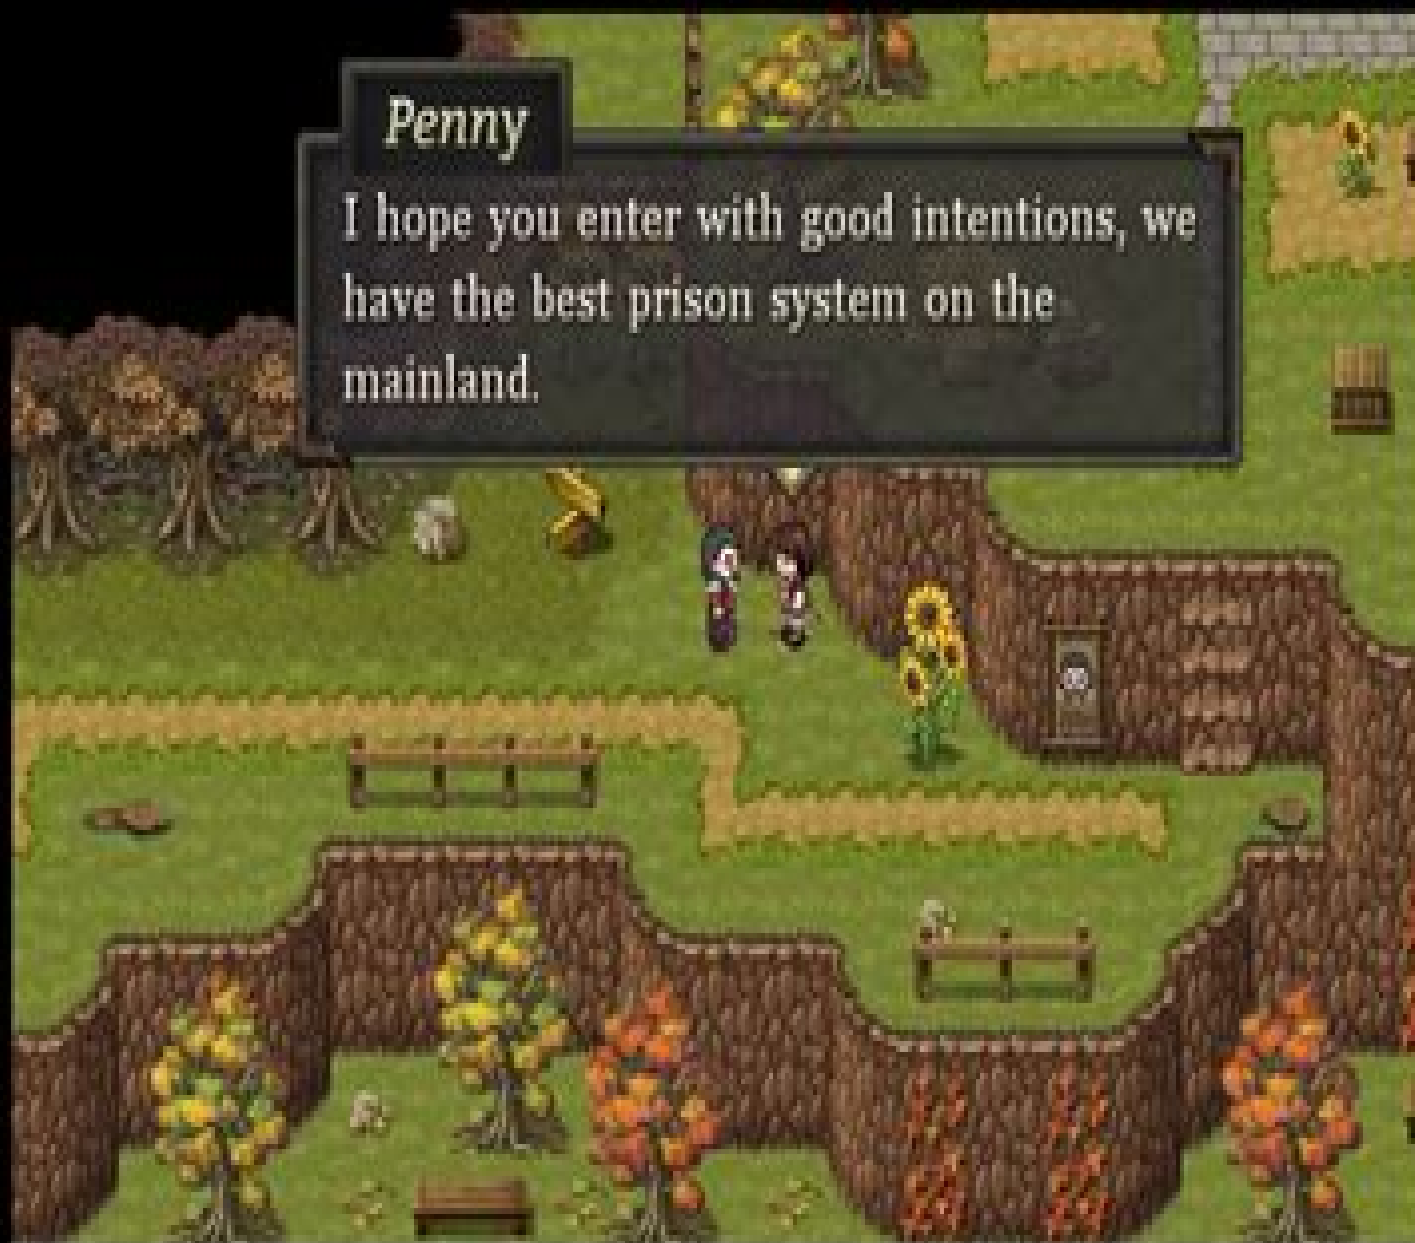 Penny
I hope you enter with good intentions, we
have the best prison system on the
mainland.